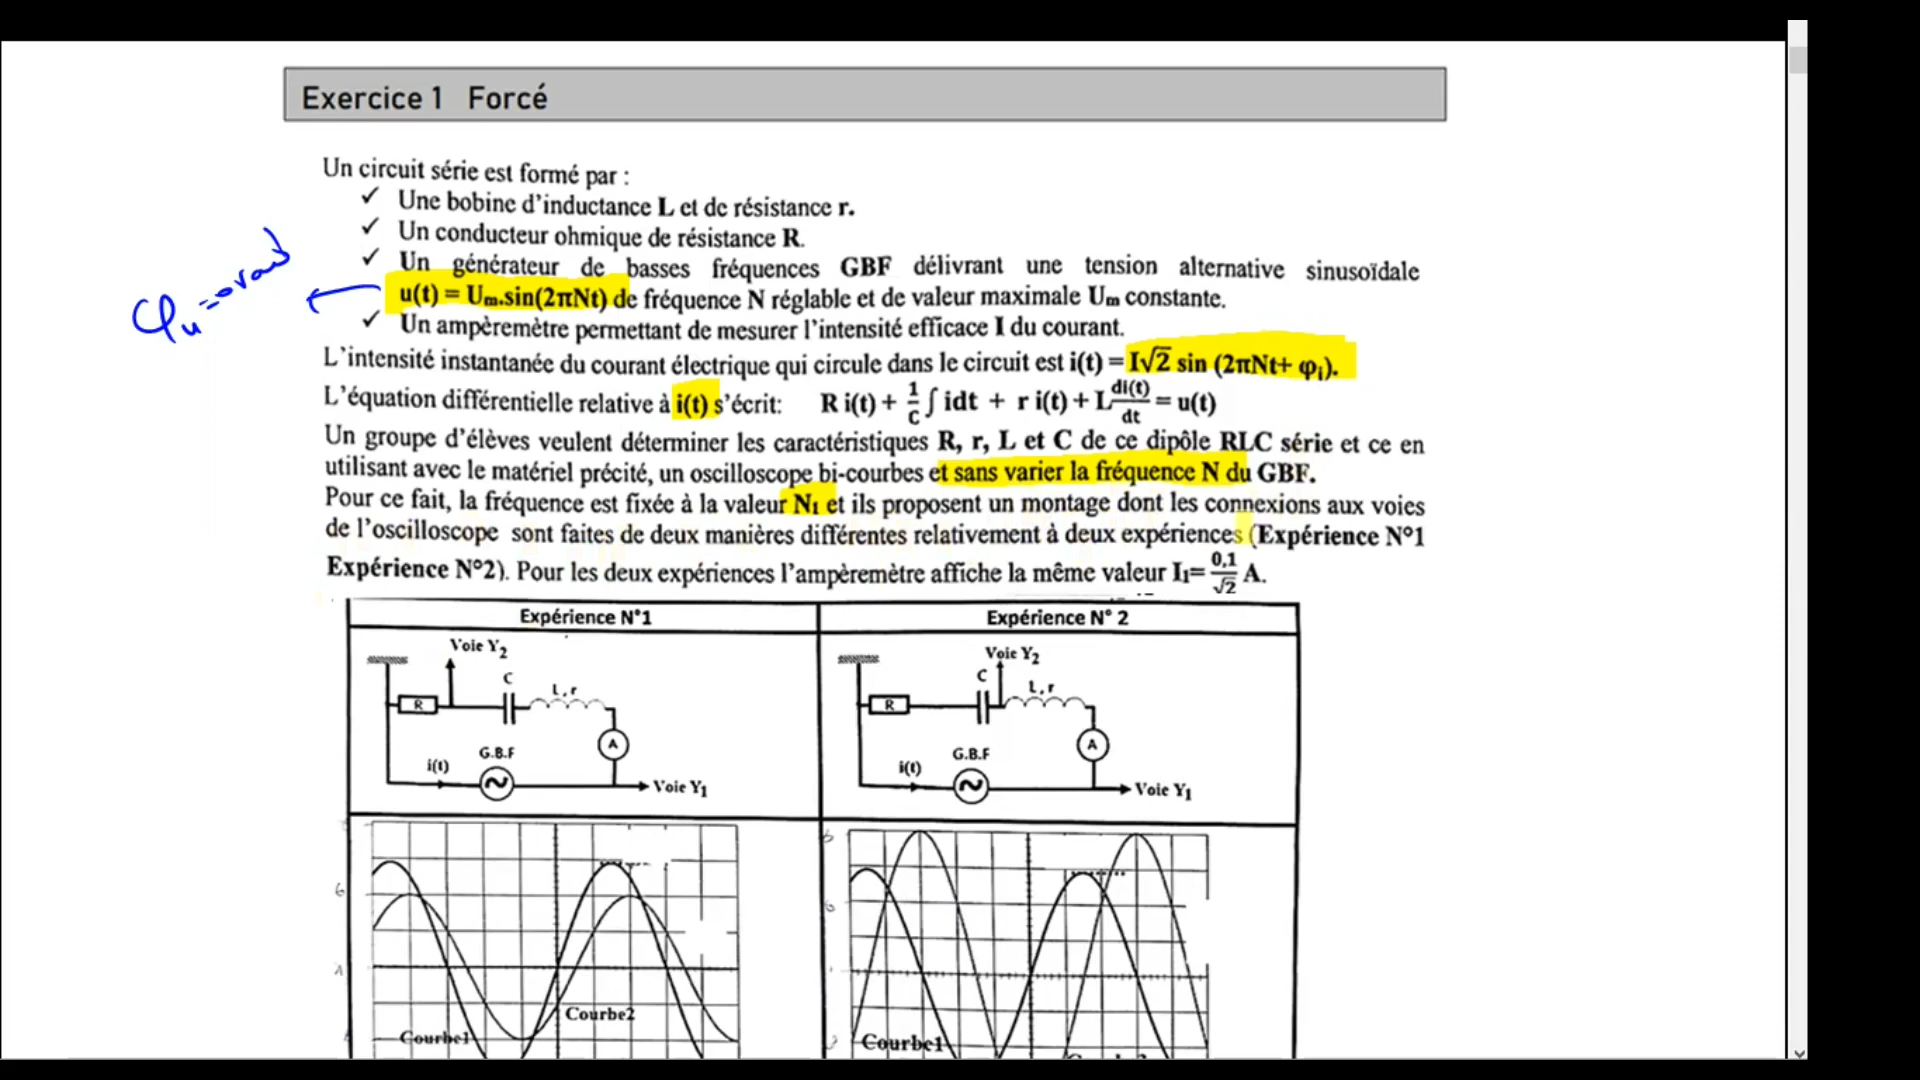 Exercice 1 Forcé
Un circuit série est formé par :
✓ Une bobine d'inductance L et de résistance r.
✓ Un conducteur ohmique de résistance R.
✓ Un générateur de basses fréquences GBF délivrant une tension alternative sinusoïdale
u(t) = Uₘ.sin(2πNt) de fréquence N réglable et de valeur maximale Uₘ constante.
φu = 0 rad
✓ Un ampèremètre permettant de mesurer l'intensité efficace I du courant.
L'intensité instantanée du courant électrique qui circule dans le circuit est i(t) = I√2 sin (2πNt+ φᵢ).
L'équation différentielle relative à i(t) s'écrit: R i(t) + 1/C ∫ idt + r i(t) + L di(t)/dt = u(t)
Un groupe d'élèves veulent déterminer les caractéristiques R, r, L et C de ce dipôle RLC série et ce en
utilisant avec le matériel précité, un oscilloscope bi-courbes et sans varier la fréquence N du GBF.
Pour ce fait, la fréquence est fixée à la valeur N₁ et ils proposent un montage dont les connexions aux voies
de l'oscilloscope sont faites de deux manières différentes relativement à deux expériences (Expérience N°1
Expérience N°2). Pour les deux expériences l'ampèremètre affiche la même valeur I₁= 0,1/√2 A.
Expérience N°1
Expérience N° 2
Voie Y₂
C
L, r
R
A
G.B.F
i(t)
Voie Y₁
Voie Y₂
C
L, r
R
A
G.B.F
i(t)
Voie Y₁
Courbe2
Courbe1
Courbe1